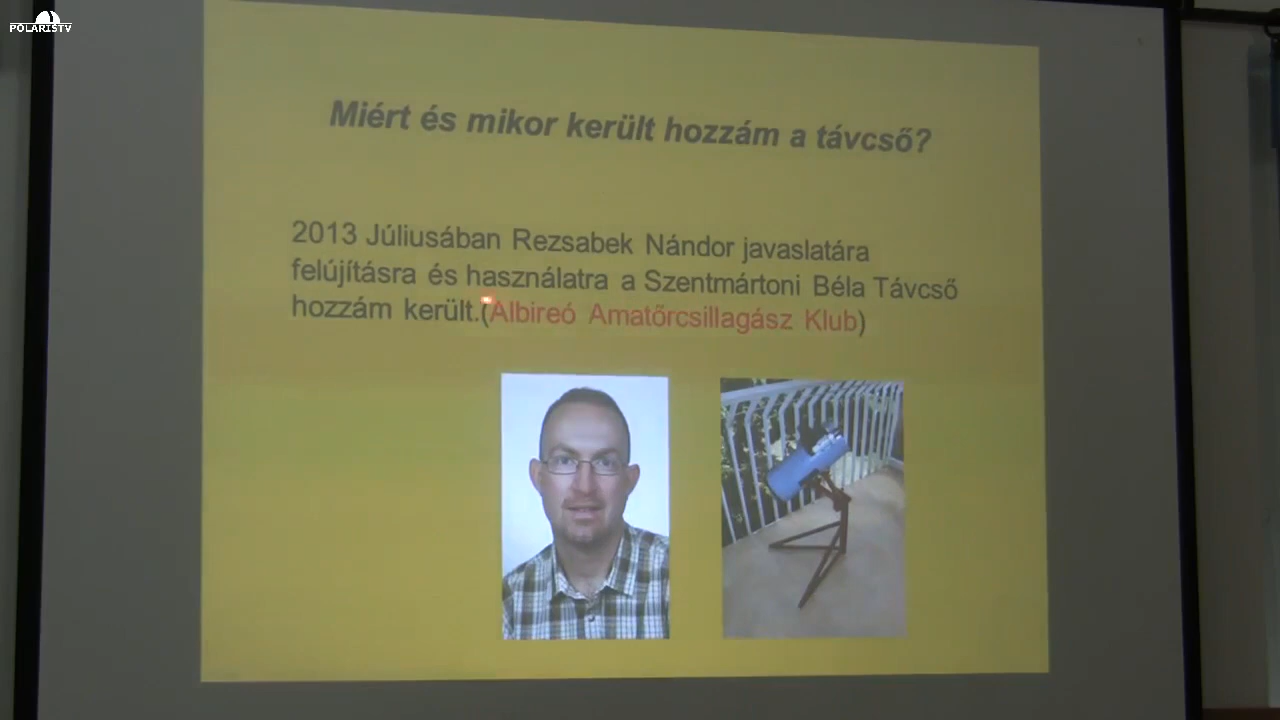 POLARISTV
Miért és mikor került hozzám a távcső?
2013 Júliusában Rezsabek Nándor javaslatára
felújításra és használatra a Szentmártoni Béla Távcső
hozzám került.(Albireó Amatőrcsillagász Klub)